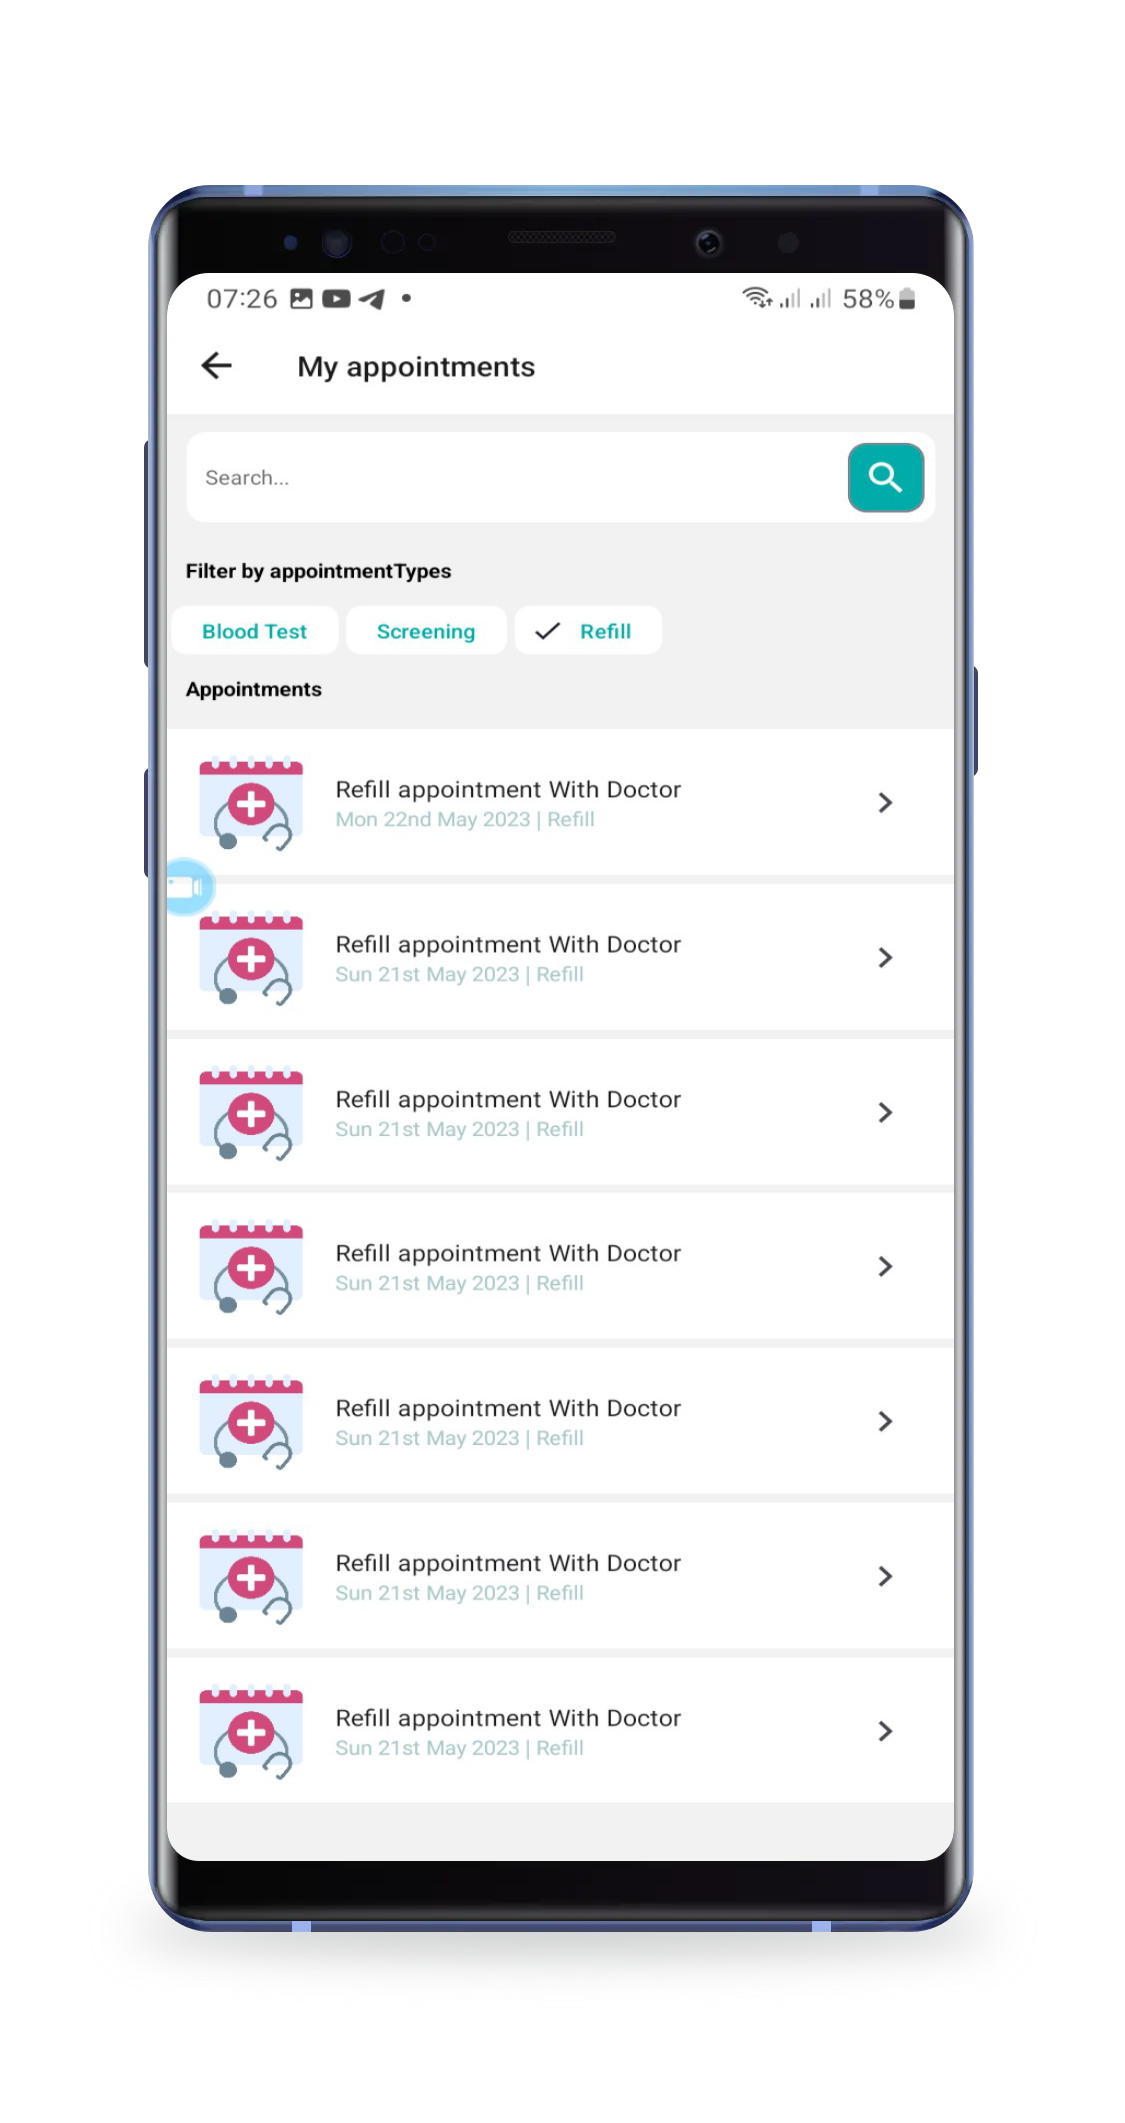 07:26 58%
My appointments
Search...
Filter by appointmentTypes
Blood Test Screening Refill
Appointments
Refill appointment With Doctor
Mon 22nd May 2023 | Refill
Refill appointment With Doctor
Sun 21st May 2023 | Refill
Refill appointment With Doctor
Sun 21st May 2023 | Refill
Refill appointment With Doctor
Sun 21st May 2023 | Refill
Refill appointment With Doctor
Sun 21st May 2023 | Refill
Refill appointment With Doctor
Sun 21st May 2023 | Refill
Refill appointment With Doctor
Sun 21st May 2023 | Refill